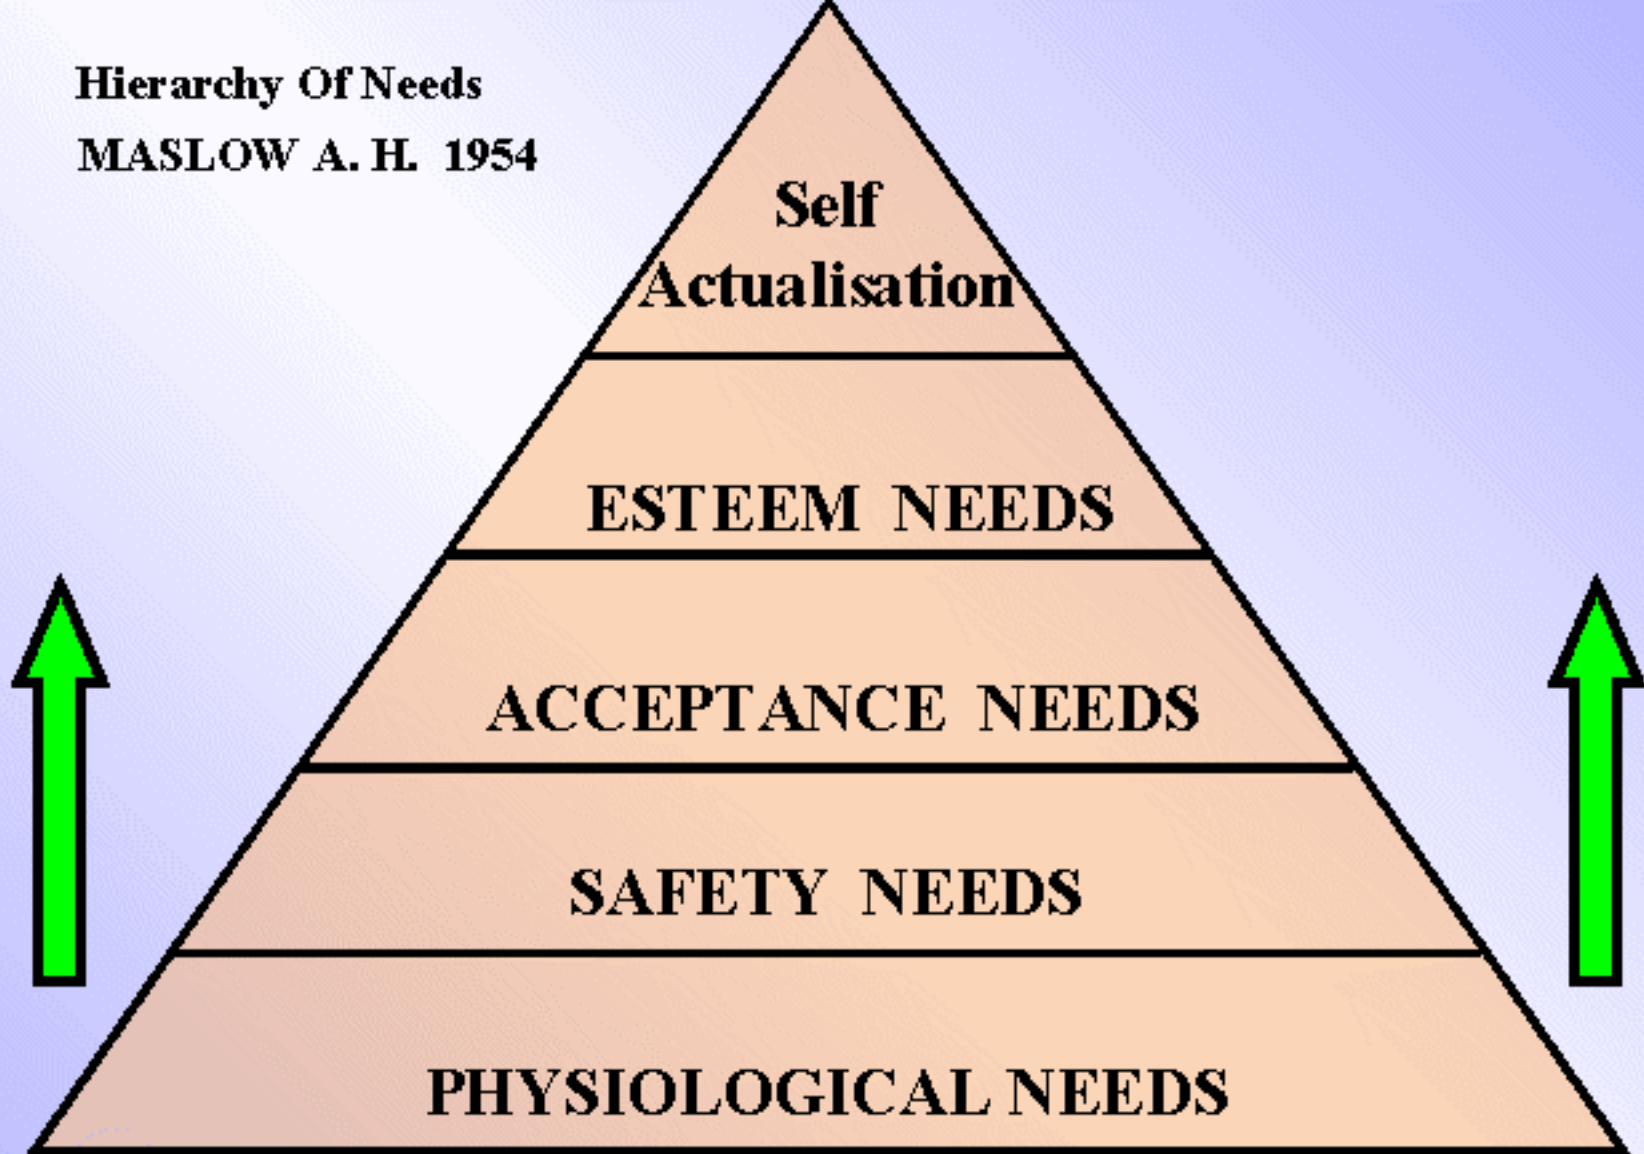 Hierarchy Of Needs
MASLOW A. H. 1954
Self
Actualisation
ESTEEM NEEDS
ACCEPTANCE NEEDS
SAFETY NEEDS
PHYSIOLOGICAL NEEDS